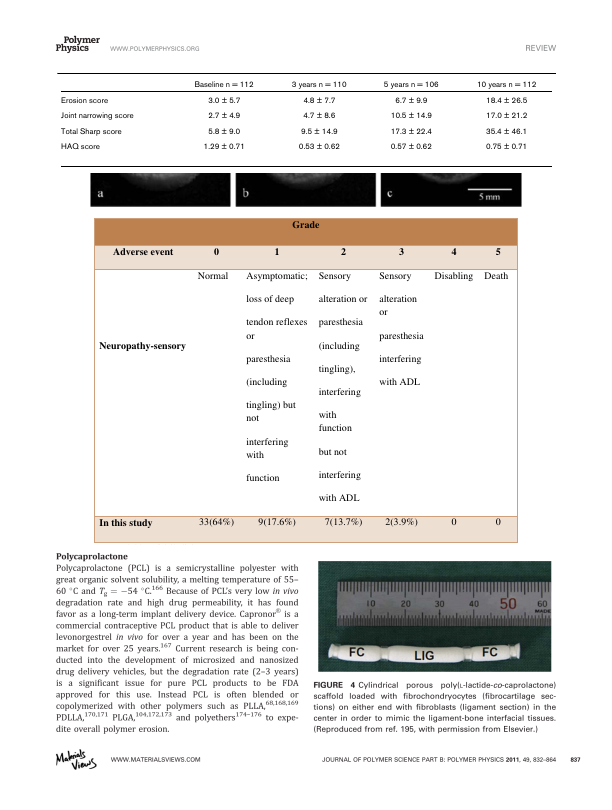 Polymer
Physics WWW.POLYMERPHYSICS.ORG REVIEW
Baseline n = 112 3 years n = 110 5 years n = 106 10 years n = 112
Erosion score 3.0 ± 5.7 4.8 ± 7.7 6.7 ± 9.9 18.4 ± 26.5
Joint narrowing score 2.7 ± 4.9 4.7 ± 8.6 10.5 ± 14.9 17.0 ± 21.2
Total Sharp score 5.8 ± 9.0 9.5 ± 14.9 17.3 ± 22.4 35.4 ± 46.1
HAQ score 1.29 ± 0.71 0.53 ± 0.62 0.57 ± 0.62 0.75 ± 0.71
a b c 5 mm
Grade
Adverse event 0 1 2 3 4 5
Normal Asymptomatic; Sensory Sensory Disabling Death
loss of deep alteration or alteration
or
tendon reflexes paresthesia
or paresthesia
Neuropathy-sensory (including
paresthesia interfering
tingling),
(including with ADL
interfering
tingling) but
not with
function
interfering
with but not
function interfering
with ADL
In this study 33(64%) 9(17.6%) 7(13.7%) 2(3.9%) 0 0
Polycaprolactone
Polycaprolactone (PCL) is a semicrystalline polyester with
great organic solvent solubility, a melting temperature of 55–
60 °C and Tg = −54 °C.166 Because of PCL's very low in vivo
degradation rate and high drug permeability, it has found
favor as a long-term implant delivery device. Capronor® is a
commercial contraceptive PCL product that is able to deliver
levonorgestrel in vivo for over a year and has been on the
market for over 25 years.167 Current research is being con-
ducted into the development of microsized and nanosized
drug delivery vehicles, but the degradation rate (2–3 years)
is a significant issue for pure PCL products to be FDA
approved for this use. Instead PCL is often blended or
copolymerized with other polymers such as PLLA,68,168,169
PDLLA,170,171 PLGA,104,172,173 and polyethers174–176 to expe-
dite overall polymer erosion.
10 20 30 40 50 60
MADE
FC LIG FC
FIGURE 4 Cylindrical porous poly(L-lactide-co-caprolactone)
scaffold loaded with fibrochondryocytes (fibrocartilage sec-
tions) on either end with fibroblasts (ligament section) in the
center in order to mimic the ligament-bone interfacial tissues.
(Reproduced from ref. 195, with permission from Elsevier.)
Materials
Views WWW.MATERIALSVIEWS.COM JOURNAL OF POLYMER SCIENCE PART B: POLYMER PHYSICS 2011, 49, 832–864 837